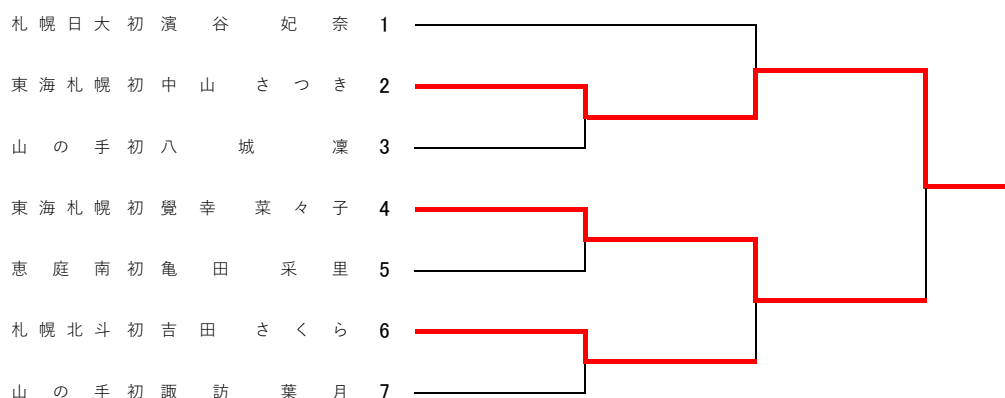 札幌日大 初 濱谷 妃奈 1
東海札幌 初 中山 さつき 2
山の手 初 八城 凜 3
東海札幌 初 覺幸 菜々子 4
恵庭南 初 亀田 采里 5
札幌北斗 初 吉田 さくら 6
山の手 初 諏訪 葉月 7